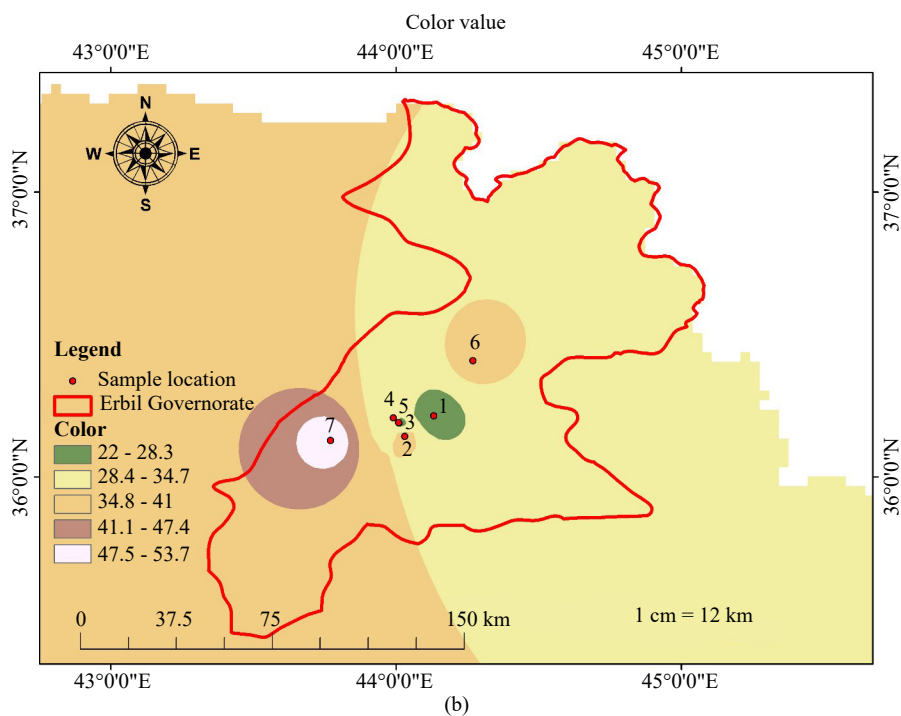 Color value
43°0'0"E 44°0'0"E 45°0'0"E
N
W E
S
37°0'0"N 37°0'0"N
6
Legend
Sample location
Erbil Governorate
4 5 1
3
7 2
Color
22 - 28.3
28.4 - 34.7
34.8 - 41
41.1 - 47.4
47.5 - 53.7
36°0'0"N 36°0'0"N
0 37.5 75 150 km
1 cm = 12 km
43°0'0"E 44°0'0"E 45°0'0"E
(b)